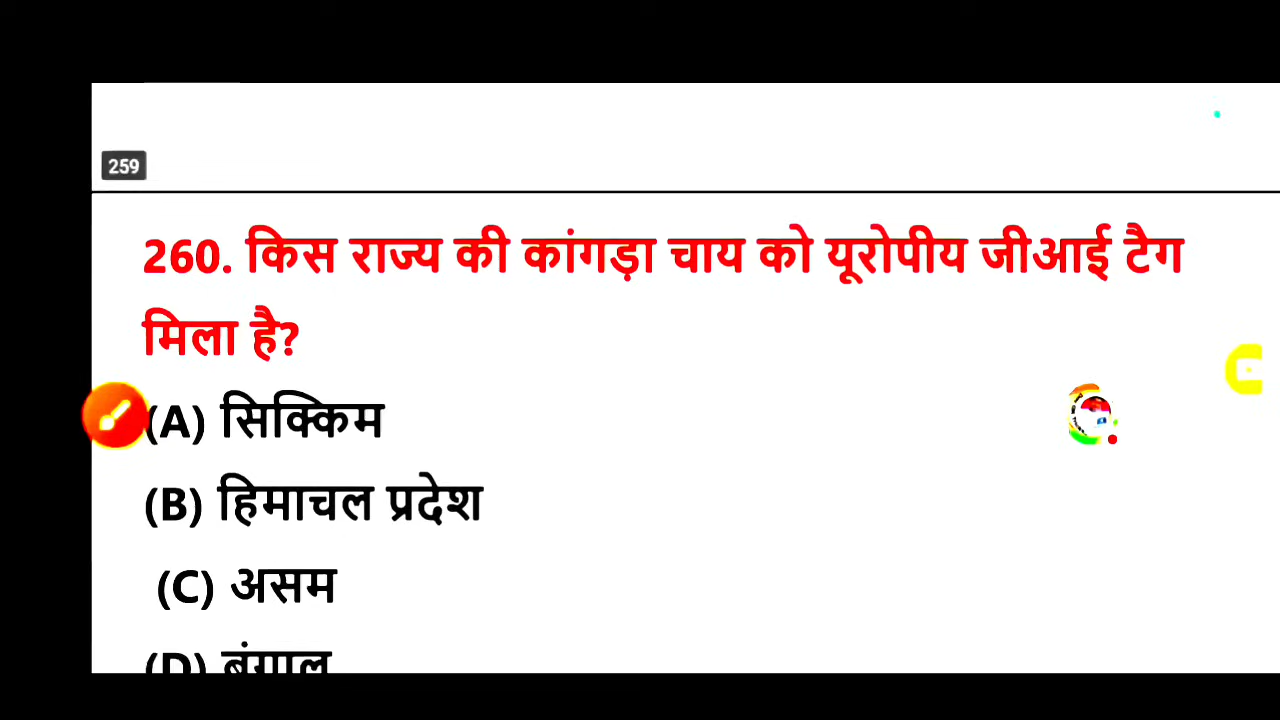 259
260. किस राज्य की कांगड़ा चाय को यूरोपीय जीआई टैग
मिला है?
(A) सिक्किम
(B) हिमाचल प्रदेश
(C) असम
(D) बंगाल